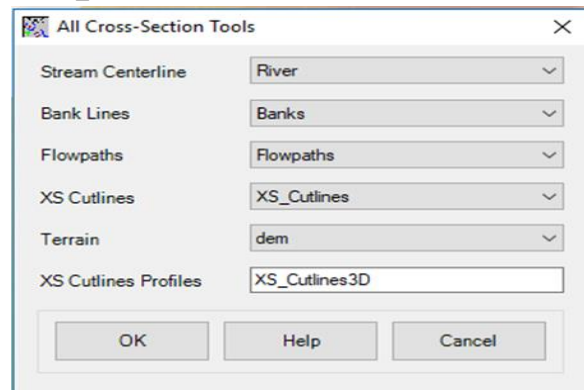 All Cross-Section Tools
Stream Centerline River
Bank Lines Banks
Flowpaths Flowpaths
XS Cutlines XS_Cutlines
Terrain dem
XS Cutlines Profiles XS_Cutlines3D
OK Help Cancel